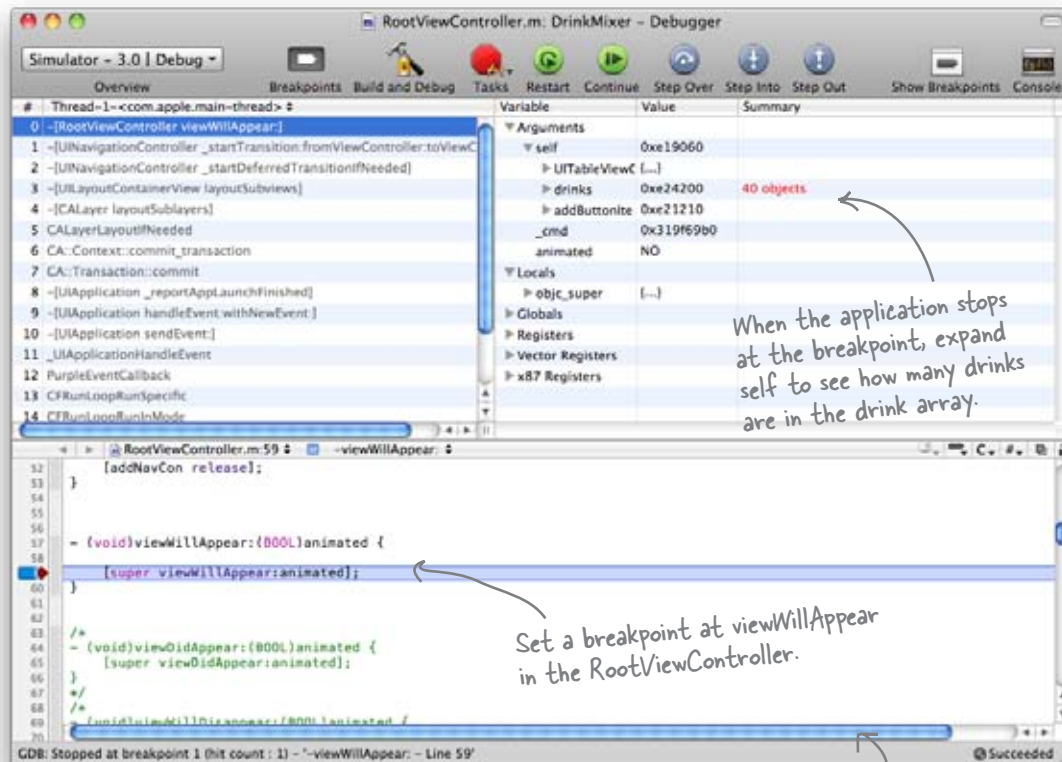 RootViewController.m: DrinkMixer – Debugger
Simulator – 3.0 | Debug
Overview
Breakpoints
Build and Debug
Tasks
Restart
Continue
Step Over
Step Into
Step Out
Show Breakpoints
Console
# Thread-1-<com.apple.main-thread>
0 -[RootViewController viewWillAppear:]
1 -[UINavigationController _startTransition:fromViewController:toViewC
2 -[UINavigationController _startDeferredTransitionIfNeeded]
3 -[UILayoutContainerView layoutSubviews]
4 -[CALayer layoutSublayers]
5 CALayerLayoutIfNeeded
6 CA::Context::commit_transaction
7 CA::Transaction::commit
8 -[UIApplication _reportAppLaunchFinished]
9 -[UIApplication handleEvent:withNewEvent:]
10 -[UIApplication sendEvent:]
11 _UIApplicationHandleEvent
12 PurpleEventCallback
13 CFRunLoopRunSpecific
14 CFRunLoopRunInMode
Variable Value Summary
Arguments
self 0xe19060
UITableViewC {...}
drinks 0xe24200 40 objects
addButtonIte 0xe21210
_cmd 0x319f69b0
animated NO
Locals
objc_super {...}
Globals
Registers
Vector Registers
x87 Registers
When the application stops
at the breakpoint, expand
self to see how many drinks
are in the drink array.
RootViewController.m:59 -viewWillAppear:
52 [addNavCon release];
53 }
54
55
56
57 - (void)viewWillAppear:(BOOL)animated {
58
[super viewWillAppear:animated];
60 }
61
62
63 /*
64 - (void)viewDidAppear:(BOOL)animated {
65 [super viewDidAppear:animated];
66 }
67 */
68 /*
69 - (void)viewWillDisappear:(BOOL)animated {
70
Set a breakpoint at viewWillAppear
in the RootViewController.
GDB: Stopped at breakpoint 1 (hit count : 1) – '-viewWillAppear: – Line 59'
Succeeded